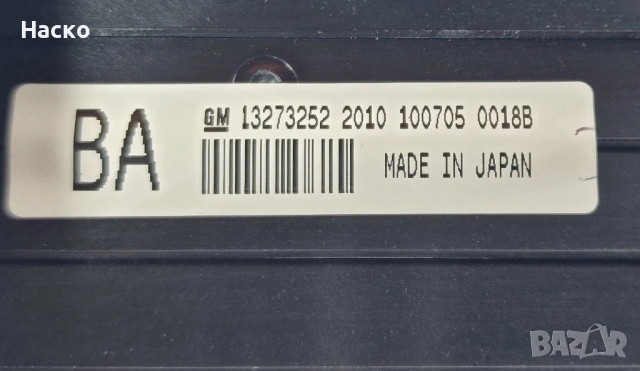 Наско
BA
GM 13273252 2010 100705 0018B
MADE IN JAPAN
BAZAR